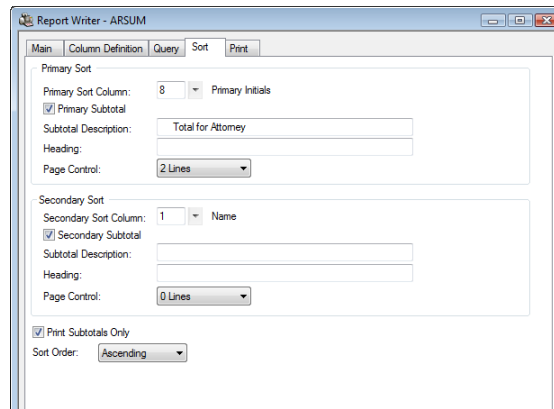 Report Writer - ARSUM
Main Column Definition Query Sort Print
Primary Sort
Primary Sort Column: 8 Primary Initials
Primary Subtotal
Subtotal Description: Total for Attorney
Heading:
Page Control: 2 Lines
Secondary Sort
Secondary Sort Column: 1 Name
Secondary Subtotal
Subtotal Description:
Heading:
Page Control: 0 Lines
Print Subtotals Only
Sort Order: Ascending